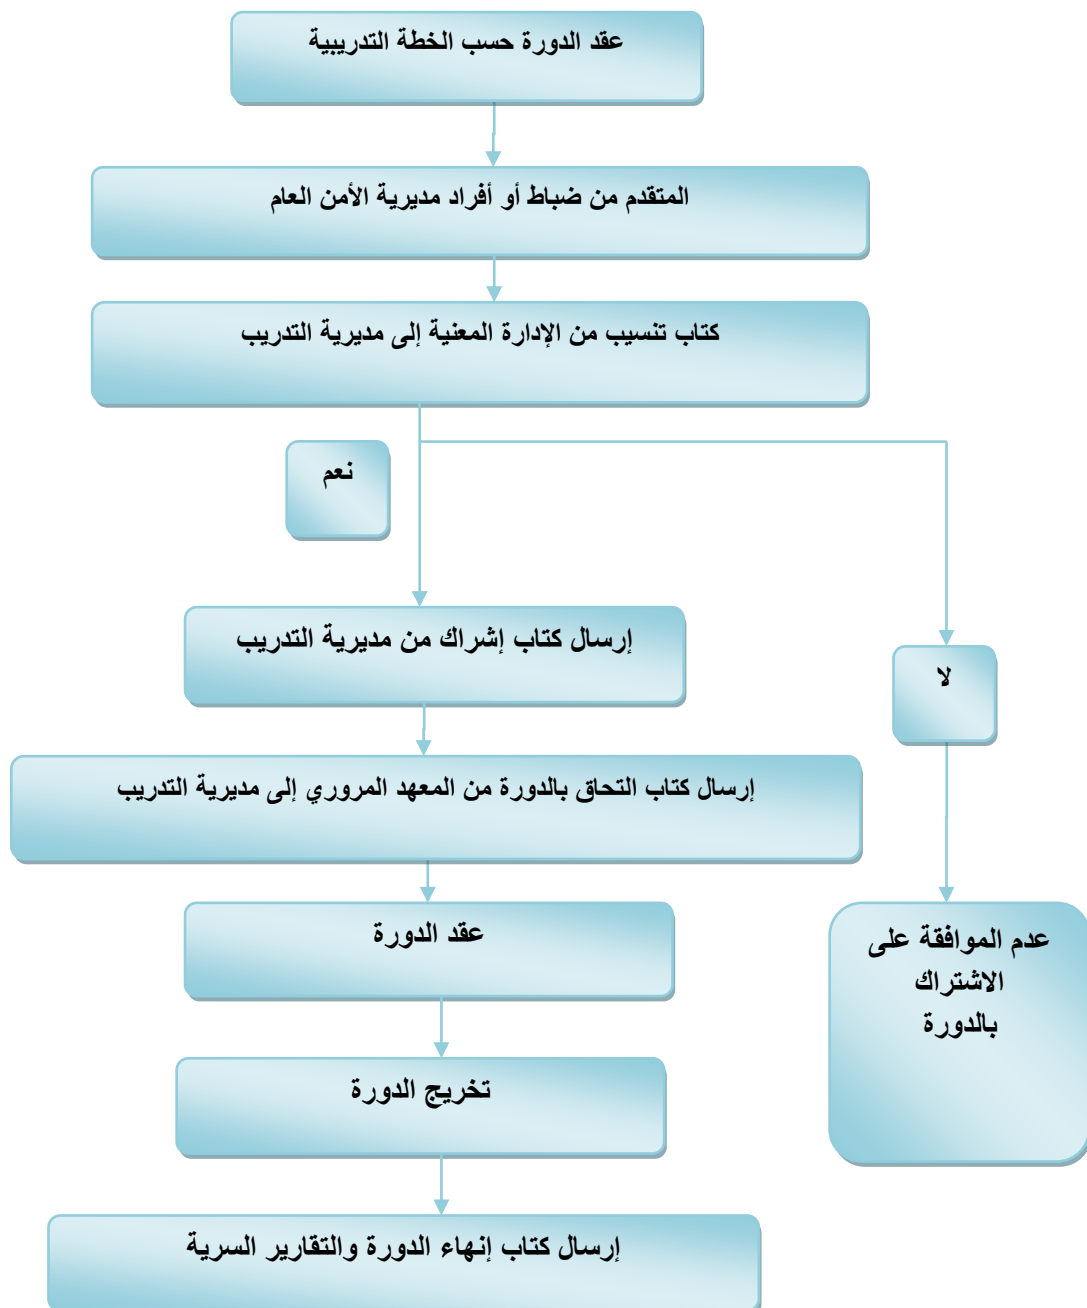 عقد الدورة حسب الخطة التدريبية
المتقدم من ضباط أو أفراد مديرية الأمن العام
كتاب تنسيب من الإدارة المعنية إلى مديرية التدريب
نعم
إرسال كتاب إشراك من مديرية التدريب
لا
إرسال كتاب التحاق بالدورة من المعهد المروري إلى مديرية التدريب
عقد الدورة
عدم الموافقة على
الاشتراك
بالدورة
تخريج الدورة
إرسال كتاب إنهاء الدورة والتقارير السرية